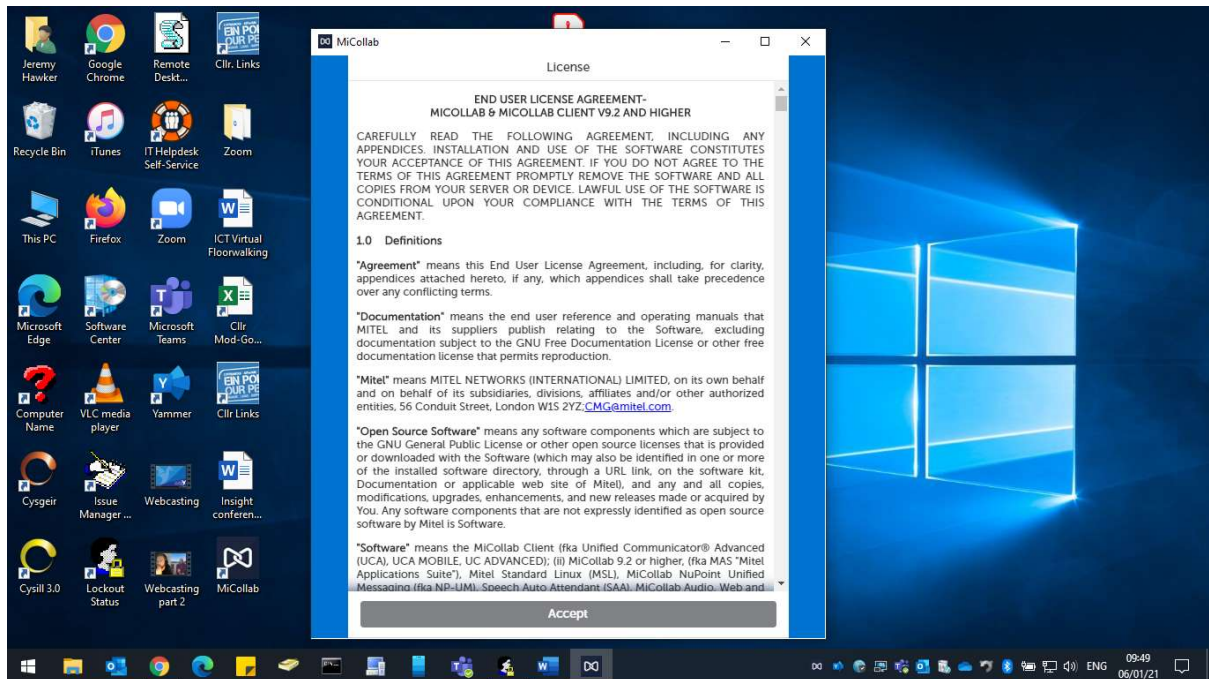 MiCollab
License
END USER LICENSE AGREEMENT-
MICOLLAB & MICOLLAB CLIENT V9.2 AND HIGHER
CAREFULLY READ THE FOLLOWING AGREEMENT, INCLUDING ANY
APPENDICES. INSTALLATION AND USE OF THE SOFTWARE CONSTITUTES
YOUR ACCEPTANCE OF THIS AGREEMENT. IF YOU DO NOT AGREE TO THE
TERMS OF THIS AGREEMENT PROMPTLY REMOVE THE SOFTWARE AND ALL
COPIES FROM YOUR SERVER OR DEVICE. LAWFUL USE OF THE SOFTWARE IS
CONDITIONAL UPON YOUR COMPLIANCE WITH THE TERMS OF THIS
AGREEMENT.
1.0 Definitions
"Agreement" means this End User License Agreement, including, for clarity,
appendices attached hereto, if any, which appendices shall take precedence
over any conflicting terms.
"Documentation" means the end user reference and operating manuals that
MITEL and its suppliers publish relating to the Software, excluding
documentation subject to the GNU Free Documentation License or other free
documentation license that permits reproduction.
"Mitel" means MITEL NETWORKS (INTERNATIONAL) LIMITED, on its own behalf
and on behalf of its subsidiaries, divisions, affiliates and/or other authorized
entities, 56 Conduit Street, London W1S 2YZ;CMG@mitel.com.
"Open Source Software" means any software components which are subject to
the GNU General Public License or other open source licenses that is provided
or downloaded with the Software (which may also be identified in one or more
of the installed software directory, through a URL link, on the software kit,
Documentation or applicable web site of Mitel), and any and all copies,
modifications, upgrades, enhancements, and new releases made or acquired by
You. Any software components that are not expressly identified as open source
software by Mitel is Software.
"Software" means the MiCollab Client (fka Unified Communicator® Advanced
(UCA), UCA MOBILE, UC ADVANCED); (ii) MiCollab 9.2 or higher, (fka MAS "Mitel
Applications Suite"), Mitel Standard Linux (MSL), MiCollab NuPoint Unified
Messaging (fka NP-UM), Speech Auto Attendant (SAA), MiCollab Audio, Web and
Accept
Jeremy
Hawker
Google
Chrome
Remote
Deskt...
Cllr. Links
Recycle Bin
iTunes
IT Helpdesk
Self-Service
Zoom
This PC
Firefox
Zoom
ICT Virtual
Floorwalking
Microsoft
Edge
Software
Center
Microsoft
Teams
Cllr
Mod-Go...
Computer
Name
VLC media
player
Yammer
Cllr Links
Cysgeir
Issue
Manager ...
Webcasting
Insight
conferen...
Cysill 3.0
Lockout
Status
Webcasting
part 2
MiCollab
ENG
09:49
06/01/21